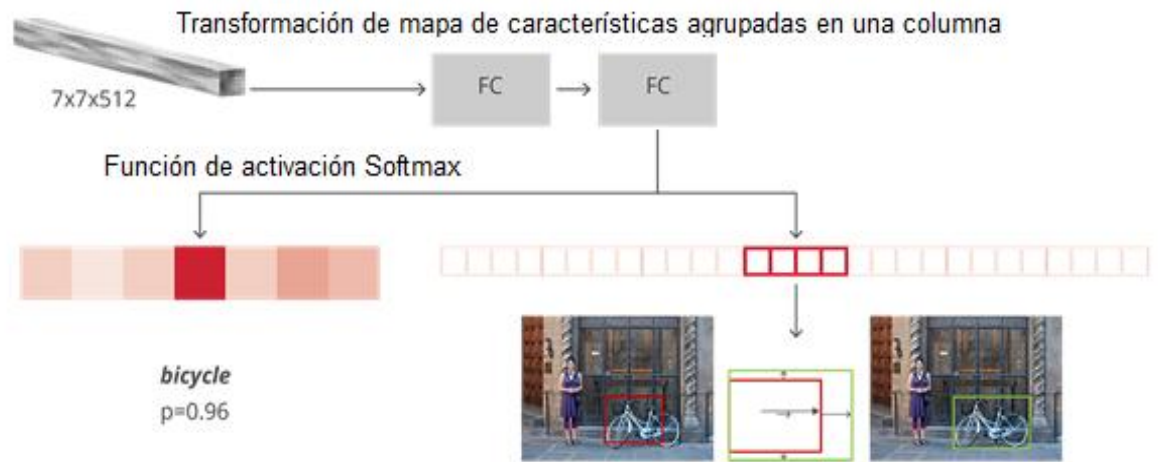 Transformación de mapa de características agrupadas en una columna
7x7x512
FC
FC
Función de activación Softmax
bicycle
p=0.96